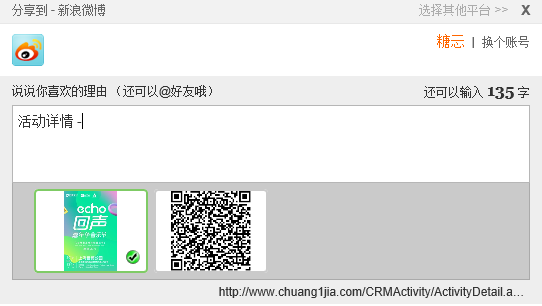 分享到 - 新浪微博 选择其他平台 >> X
糖忘 | 换个账号
说说你喜欢的理由 (还可以@好友哦) 还可以输入 135 字
活动详情 -
echo
回声
http://www.chuang1jia.com/CRMActivity/ActivityDetail.a...